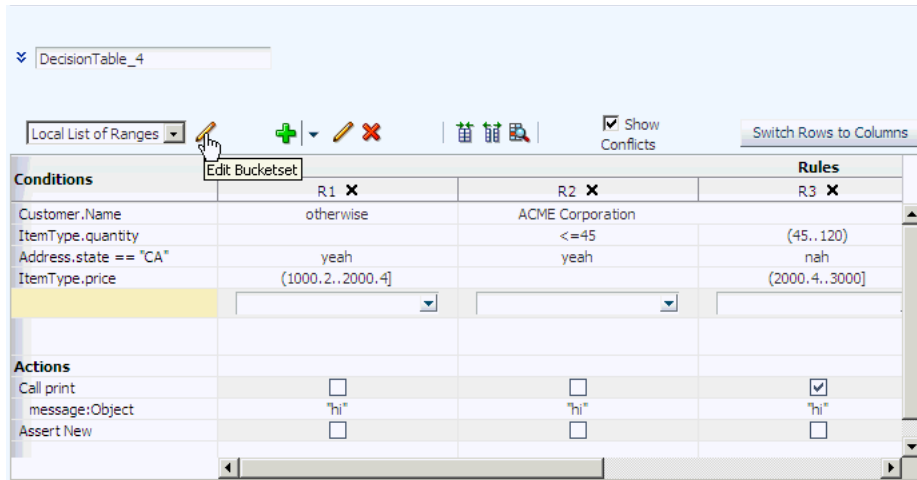 DecisionTable_4
Local List of Ranges
Show Conflicts
Switch Rows to Columns
Edit Bucketset
Conditions
Rules
R1 R2 R3
Customer.Name otherwise ACME Corporation
ItemType.quantity <=45 (45..120)
Address.state == "CA" yeah yeah nah
ItemType.price (1000.2..2000.4] (2000.4..3000]
Actions
Call print
message:Object "hi" "hi" "hi"
Assert New